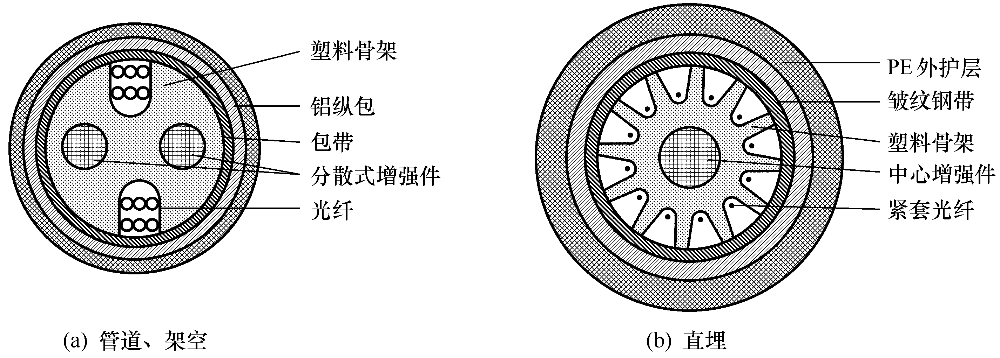 塑料骨架
铝纵包
包带
分散式增强件
光纤
(a) 管道、架空
PE外护层
皱纹钢带
塑料骨架
中心增强件
紧套光纤
(b) 直埋